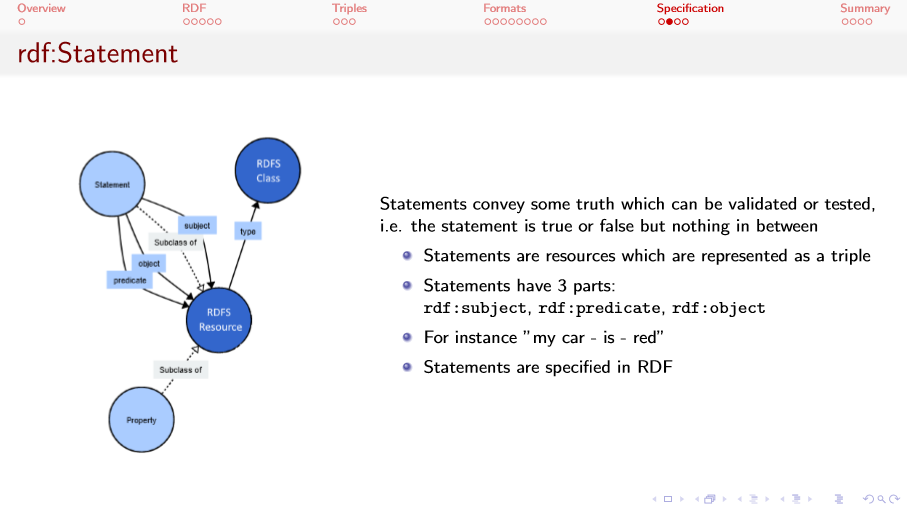 Overview RDF Triples Formats Specification Summary
rdf:Statement
RDFS
Class
Statement
subject
type
Subclass of
object
predicate
RDFS
Resource
Subclass of
Property
Statements convey some truth which can be validated or tested,
i.e. the statement is true or false but nothing in between
Statements are resources which are represented as a triple
Statements have 3 parts:
rdf:subject, rdf:predicate, rdf:object
For instance ”my car - is - red”
Statements are specified in RDF